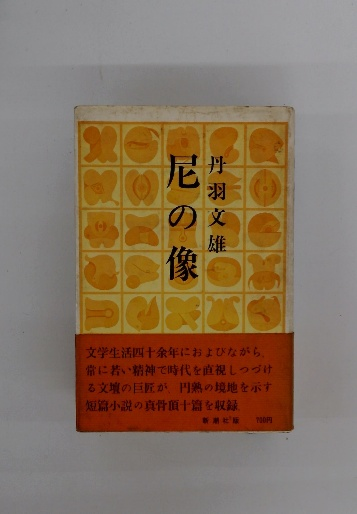 丹羽文雄
尼の像
文学生活四十余年におよびながら、
常に若い精神で時代を直視しつづけ
る文壇の巨匠が、円熟の境地を示す
短篇小説の真骨頂十篇を収録。
新潮社版